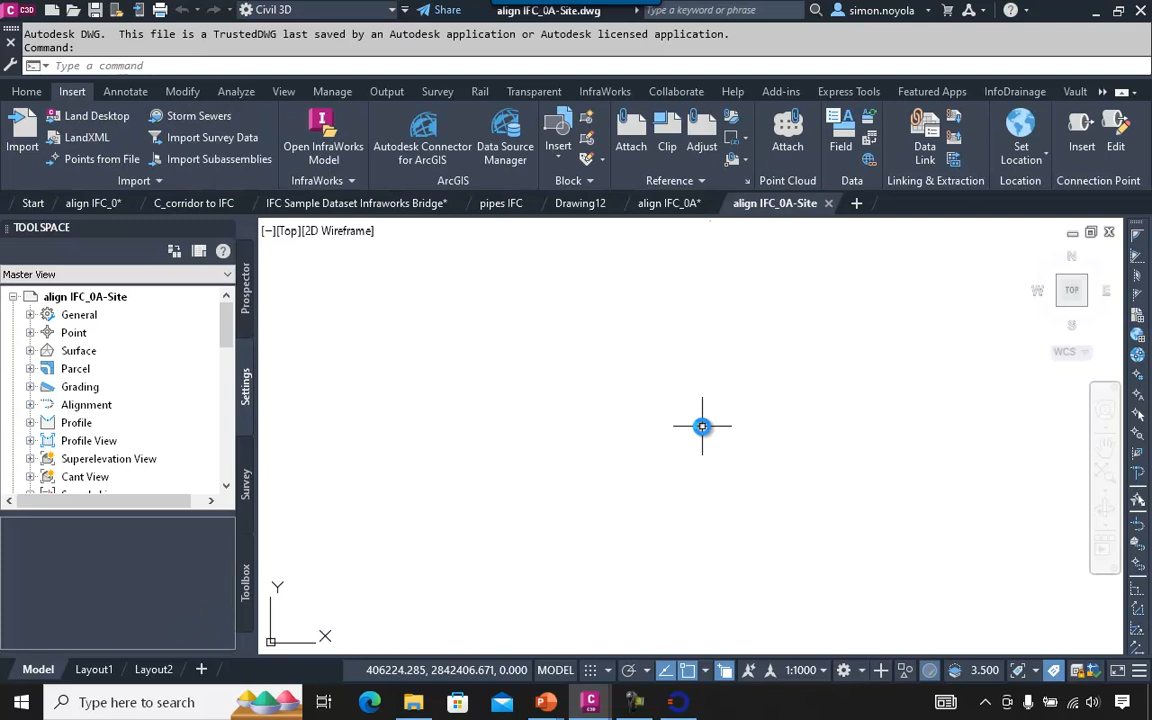 C3D
Civil 3D
Share
align IFC_0A-Site.dwg
Type a keyword or phrase
simon.noyola
Autodesk DWG.  This file is a TrustedDWG last saved by an Autodesk application or Autodesk licensed application.
Command:
Type a command
Home Insert Annotate Modify Analyze View Manage Output Survey Rail Transparent InfraWorks Collaborate Help Add-ins Express Tools Featured Apps InfoDrainage Vault
Import
Land Desktop
LandXML
Points from File
Storm Sewers
Import Survey Data
Import Subassemblies
Open InfraWorks
Model
Autodesk Connector
for ArcGIS
Data Source
Manager
Insert
Attach
Clip
Adjust
Attach
Field
Data
Link
Set
Location
Insert
Edit
Import
InfraWorks
ArcGIS
Block
Reference
Point Cloud
Data
Linking & Extraction
Location
Connection Point
Start
align IFC_0*
C_corridor to IFC
IFC Sample Dataset Infraworks Bridge*
pipes IFC
Drawing12
align IFC_0A*
align IFC_0A-Site
TOOLSPACE
Master View
align IFC_0A-Site
General
Point
Surface
Parcel
Grading
Alignment
Profile
Profile View
Superelevation View
Cant View
Prospector
Settings
Survey
Toolbox
[−][Top][2D Wireframe]
N
W
TOP
E
S
WCS
Y
X
Model
Layout1
Layout2
406224.285, 2842406.671, 0.000
MODEL
1:1000
3.500
Type here to search
C3D